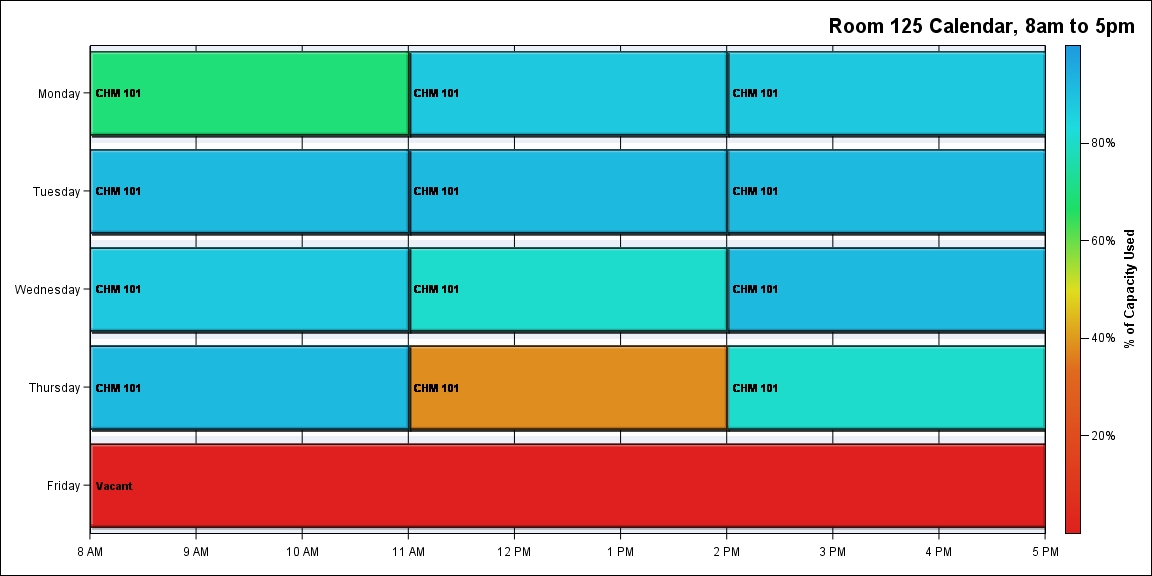 Room 125 Calendar, 8am to 5pm
Monday
CHM 101
CHM 101
CHM 101
Tuesday
CHM 101
CHM 101
CHM 101
Wednesday
CHM 101
CHM 101
CHM 101
Thursday
CHM 101
CHM 101
CHM 101
Friday
Vacant
8 AM
9 AM
10 AM
11 AM
12 PM
1 PM
2 PM
3 PM
4 PM
5 PM
80%
60%
40%
20%
% of Capacity Used